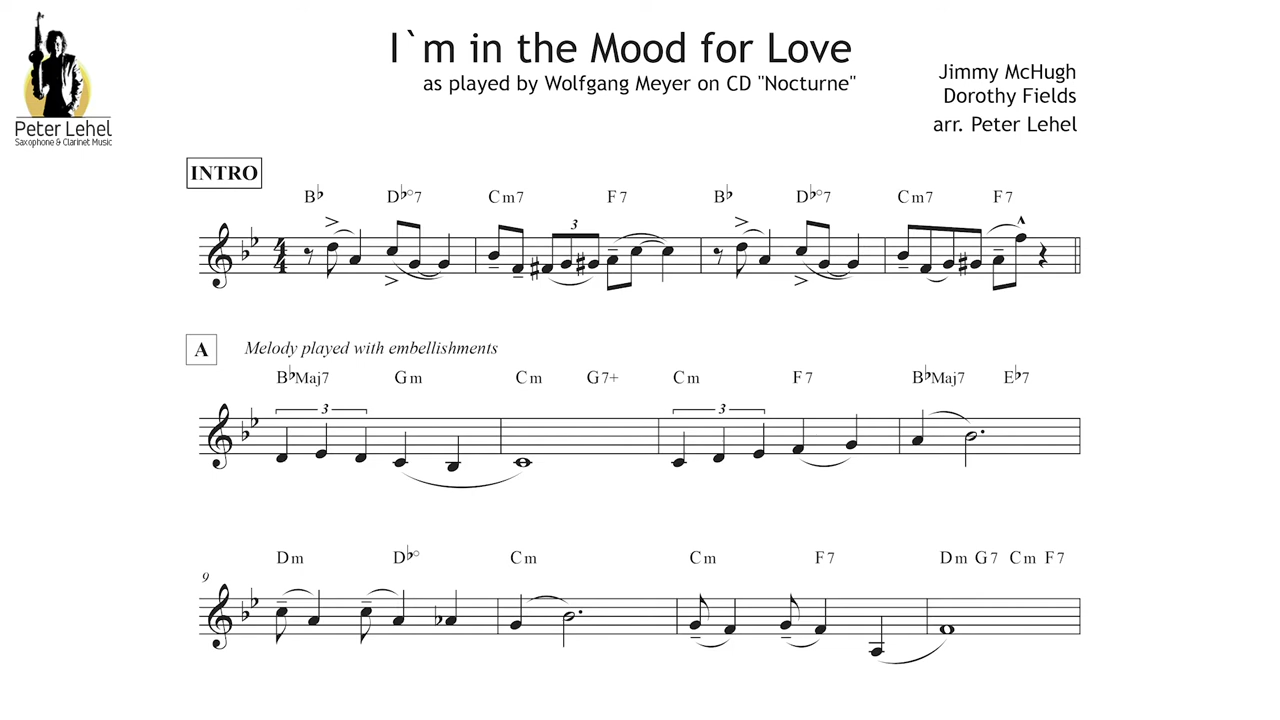 I`m in the Mood for Love
as played by Wolfgang Meyer on CD "Nocturne"
Jimmy McHugh
Dorothy Fields
arr. Peter Lehel
Peter Lehel
Saxophone & Clarinet Music
INTRO
B♭ D♭°7 Cm7 F7 B♭ D♭°7 Cm7 F7
3
4
4
A Melody played with embellishments
B♭Maj7 Gm Cm G7+ Cm F7 B♭Maj7 E♭7
3 3
Dm D♭° Cm Cm F7 Dm G7 Cm F7
9